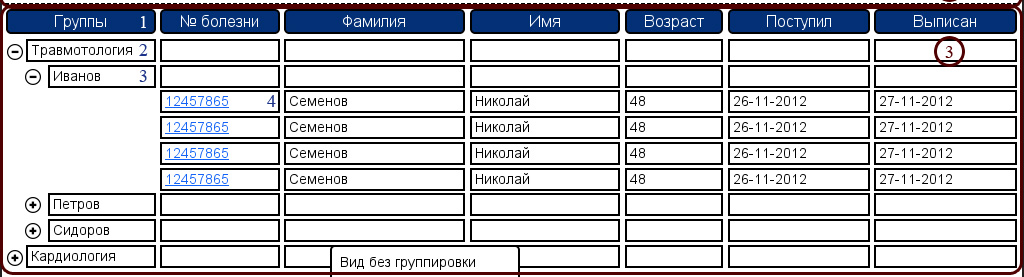 Группы 1 № болезни Фамилия Имя Возраст Поступил Выписан
Травмотология 2 3
Иванов 3
12457865 4 Семенов Николай 48 26-11-2012 27-11-2012
12457865 Семенов Николай 48 26-11-2012 27-11-2012
12457865 Семенов Николай 48 26-11-2012 27-11-2012
12457865 Семенов Николай 48 26-11-2012 27-11-2012
Петров
Сидоров
Кардиология
Вид без группировки